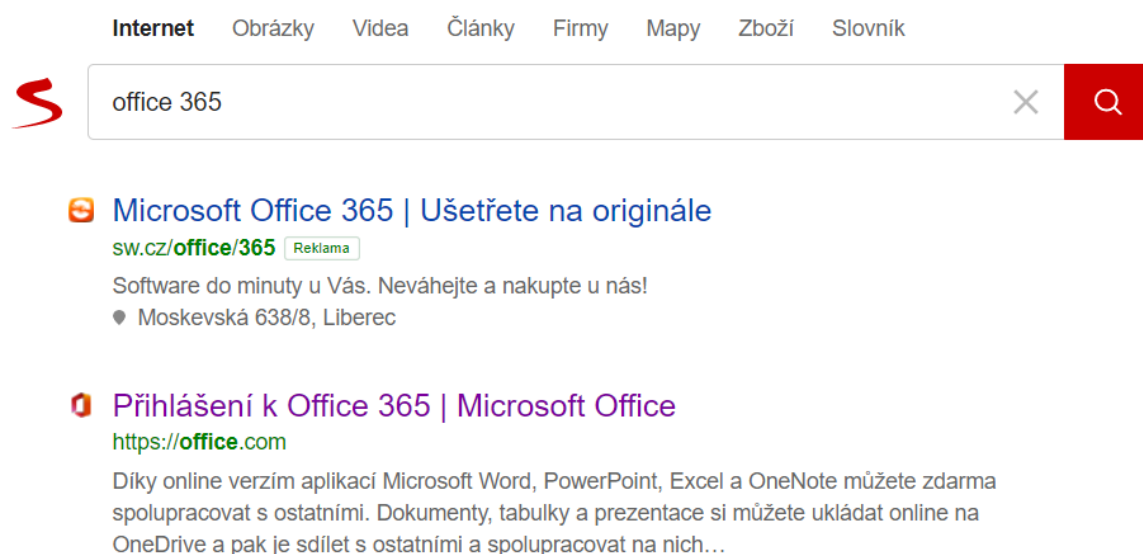 Internet Obrázky Videa Články Firmy Mapy Zboží Slovník
office 365
Microsoft Office 365 | Ušetřete na originále
sw.cz/office/365 Reklama
Software do minuty u Vás. Neváhejte a nakupte u nás!
Moskevská 638/8, Liberec
Přihlášení k Office 365 | Microsoft Office
https://office.com
Díky online verzím aplikací Microsoft Word, PowerPoint, Excel a OneNote můžete zdarma
spolupracovat s ostatními. Dokumenty, tabulky a prezentace si můžete ukládat online na
OneDrive a pak je sdílet s ostatními a spolupracovat na nich…